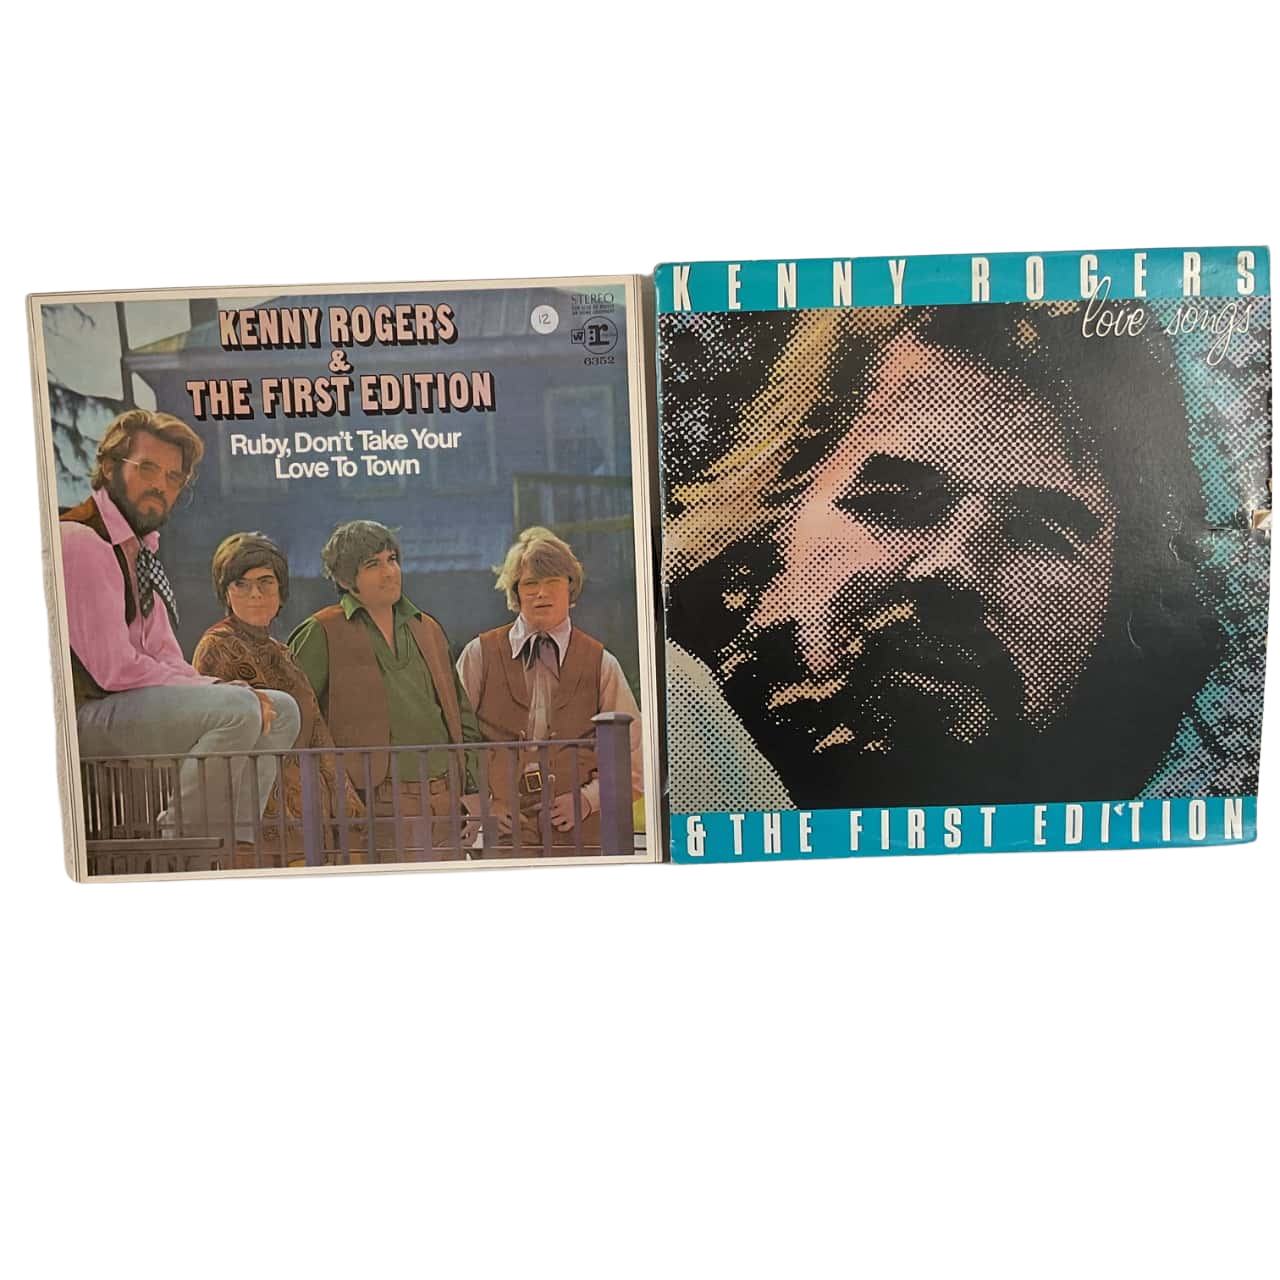 KENNY ROGERS
&
THE FIRST EDITION
Ruby, Don't Take Your
Love To Town
12
STEREO
W B r
6352
KENNY ROGERS
love songs
& THE FIRST EDITION